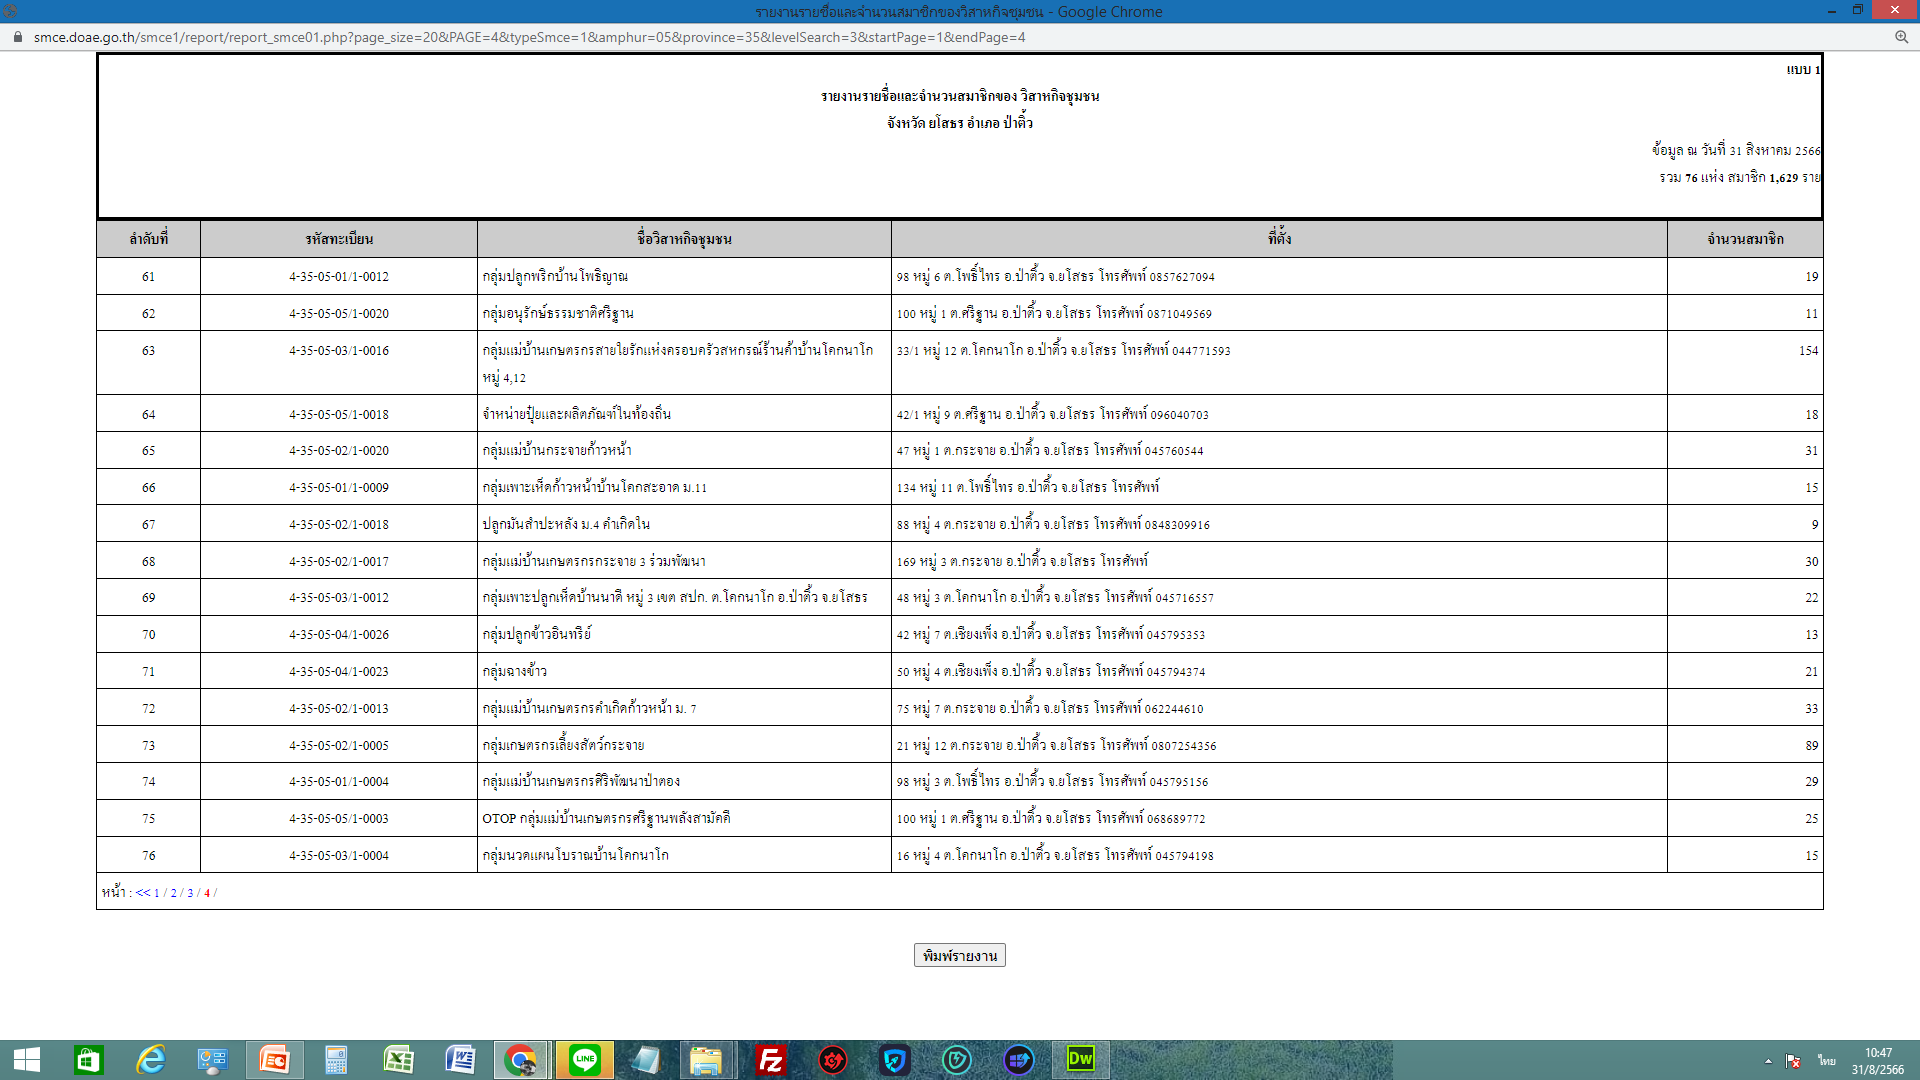 รายงานรายชื่อและจำนวนสมาชิกของวิสาหกิจชุมชน - Google Chrome
smce.doae.go.th/smce1/report/report_smce01.php?page_size=20&PAGE=4&typeSmce=1&amphur=05&province=35&levelSearch=3&startPage=1&endPage=4
แบบ 1
รายงานรายชื่อและจำนวนสมาชิกของ วิสาหกิจชุมชน
จังหวัด ยโสธร อำเภอ ป่าติ้ว
ข้อมูล ณ วันที่ 31 สิงหาคม 2566
รวม 76 แห่ง สมาชิก 1,629 ราย
ลำดับที่ รหัสทะเบียน ชื่อวิสาหกิจชุมชน ที่ตั้ง จำนวนสมาชิก
61 4-35-05-01/1-0012 กลุ่มปลูกพริกบ้านโพธิญาณ 98 หมู่ 6 ต.โพธิ์ไทร อ.ป่าติ้ว จ.ยโสธร โทรศัพท์ 0857627094 19
62 4-35-05-05/1-0020 กลุ่มอนุรักษ์ธรรมชาติศรีฐาน 100 หมู่ 1 ต.ศรีฐาน อ.ป่าติ้ว จ.ยโสธร โทรศัพท์ 0871049569 11
63 4-35-05-03/1-0016 กลุ่มแม่บ้านเกษตรกรสายใยรักแห่งครอบครัวสหกรณ์ร้านค้าบ้านโคกนาโก 33/1 หมู่ 12 ต.โคกนาโก อ.ป่าติ้ว จ.ยโสธร โทรศัพท์ 044771593 154
หมู่ 4,12
64 4-35-05-05/1-0018 จำหน่ายปุ๋ยและผลิตภัณฑ์ในท้องถิ่น 42/1 หมู่ 9 ต.ศรีฐาน อ.ป่าติ้ว จ.ยโสธร โทรศัพท์ 096040703 18
65 4-35-05-02/1-0020 กลุ่มแม่บ้านกระจายก้าวหน้า 47 หมู่ 1 ต.กระจาย อ.ป่าติ้ว จ.ยโสธร โทรศัพท์ 045760544 31
66 4-35-05-01/1-0009 กลุ่มเพาะเห็ดก้าวหน้าบ้านโคกสะอาด ม.11 134 หมู่ 11 ต.โพธิ์ไทร อ.ป่าติ้ว จ.ยโสธร โทรศัพท์ 15
67 4-35-05-02/1-0018 ปลูกมันสำปะหลัง ม.4 คำเกิดใน 88 หมู่ 4 ต.กระจาย อ.ป่าติ้ว จ.ยโสธร โทรศัพท์ 0848309916 9
68 4-35-05-02/1-0017 กลุ่มแม่บ้านเกษตรกรกระจาย 3 ร่วมพัฒนา 169 หมู่ 3 ต.กระจาย อ.ป่าติ้ว จ.ยโสธร โทรศัพท์ 30
69 4-35-05-03/1-0012 กลุ่มเพาะปลูกเห็ดบ้านนาดี หมู่ 3 เขต สปก. ต.โคกนาโก อ.ป่าติ้ว จ.ยโสธร 48 หมู่ 3 ต.โคกนาโก อ.ป่าติ้ว จ.ยโสธร โทรศัพท์ 045716557 22
70 4-35-05-04/1-0026 กลุ่มปลูกข้าวอินทรีย์ 42 หมู่ 7 ต.เชียงเพ็ง อ.ป่าติ้ว จ.ยโสธร โทรศัพท์ 045795353 13
71 4-35-05-04/1-0023 กลุ่มฉางข้าว 50 หมู่ 4 ต.เชียงเพ็ง อ.ป่าติ้ว จ.ยโสธร โทรศัพท์ 045794374 21
72 4-35-05-02/1-0013 กลุ่มแม่บ้านเกษตรกรคำเกิดก้าวหน้า ม. 7 75 หมู่ 7 ต.กระจาย อ.ป่าติ้ว จ.ยโสธร โทรศัพท์ 062244610 33
73 4-35-05-02/1-0005 กลุ่มเกษตรกรเลี้ยงสัตว์กระจาย 21 หมู่ 12 ต.กระจาย อ.ป่าติ้ว จ.ยโสธร โทรศัพท์ 0807254356 89
74 4-35-05-01/1-0004 กลุ่มแม่บ้านเกษตรกรศิริพัฒนาป่าตอง 98 หมู่ 3 ต.โพธิ์ไทร อ.ป่าติ้ว จ.ยโสธร โทรศัพท์ 045795156 29
75 4-35-05-05/1-0003 OTOP กลุ่มแม่บ้านเกษตรกรศรีฐานพลังสามัคคี 100 หมู่ 1 ต.ศรีฐาน อ.ป่าติ้ว จ.ยโสธร โทรศัพท์ 068689772 25
76 4-35-05-03/1-0004 กลุ่มนวดแผนโบราณบ้านโคกนาโก 16 หมู่ 4 ต.โคกนาโก อ.ป่าติ้ว จ.ยโสธร โทรศัพท์ 045794198 15
หน้า : << 1 / 2 / 3 / 4 /
พิมพ์รายงาน
LINE
Fz
Dw
ไทย
10:47
31/8/2566